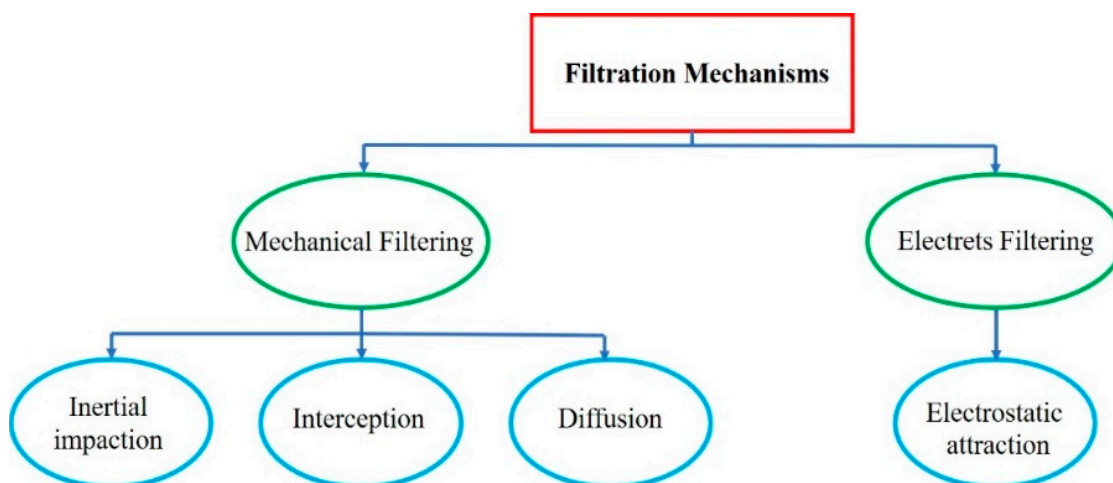 Filtration Mechanisms
Mechanical Filtering
Electrets Filtering
Inertial
impaction
Interception
Diffusion
Electrostatic
attraction